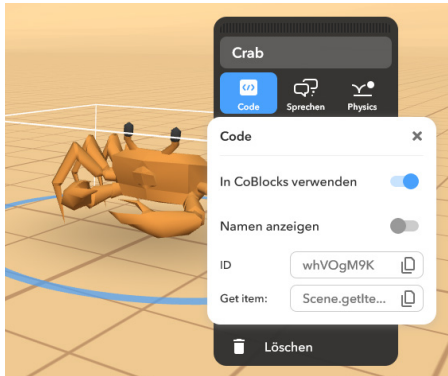 Crab
Code Sprechen Physics
Code
In CoBlocks verwenden
Namen anzeigen
ID whVOgM9K
Get item: Scene.getIte...
Löschen